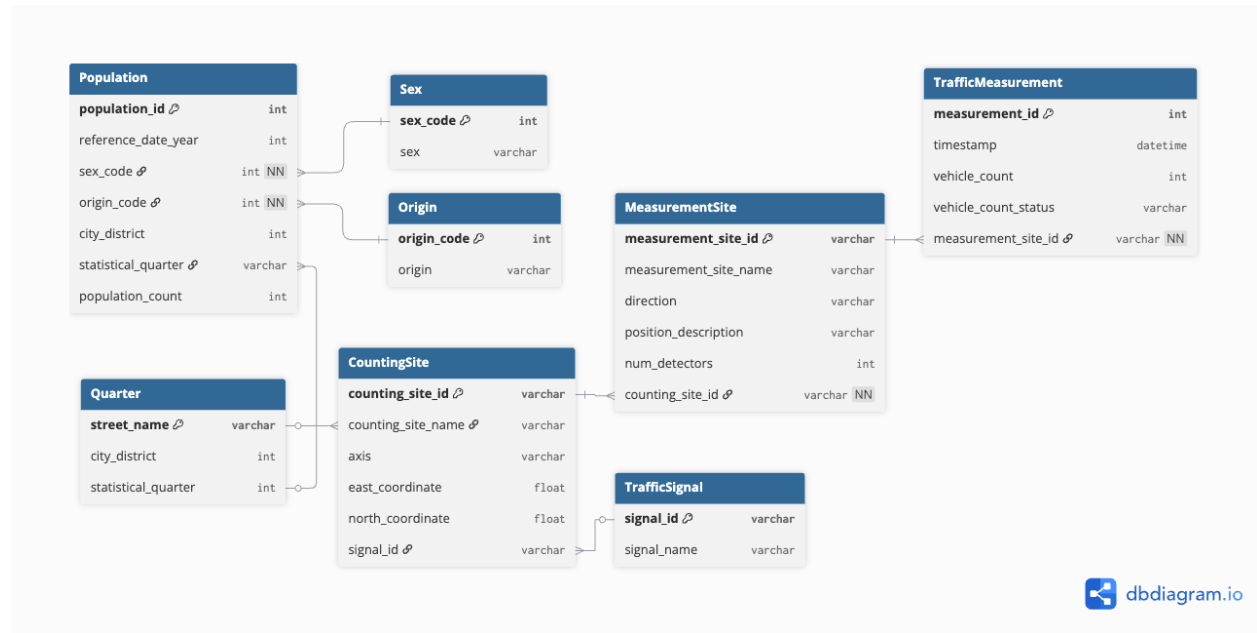 Population
population_id int
reference_date_year int
sex_code int NN
origin_code int NN
city_district int
statistical_quarter varchar
population_count int
Sex
sex_code int
sex varchar
Origin
origin_code int
origin varchar
Quarter
street_name varchar
city_district int
statistical_quarter int
CountingSite
counting_site_id varchar
counting_site_name varchar
axis varchar
east_coordinate float
north_coordinate float
signal_id varchar
MeasurementSite
measurement_site_id varchar
measurement_site_name varchar
direction varchar
position_description varchar
num_detectors int
counting_site_id varchar NN
TrafficSignal
signal_id varchar
signal_name varchar
TrafficMeasurement
measurement_id int
timestamp datetime
vehicle_count int
vehicle_count_status varchar
measurement_site_id varchar NN
dbdiagram.io